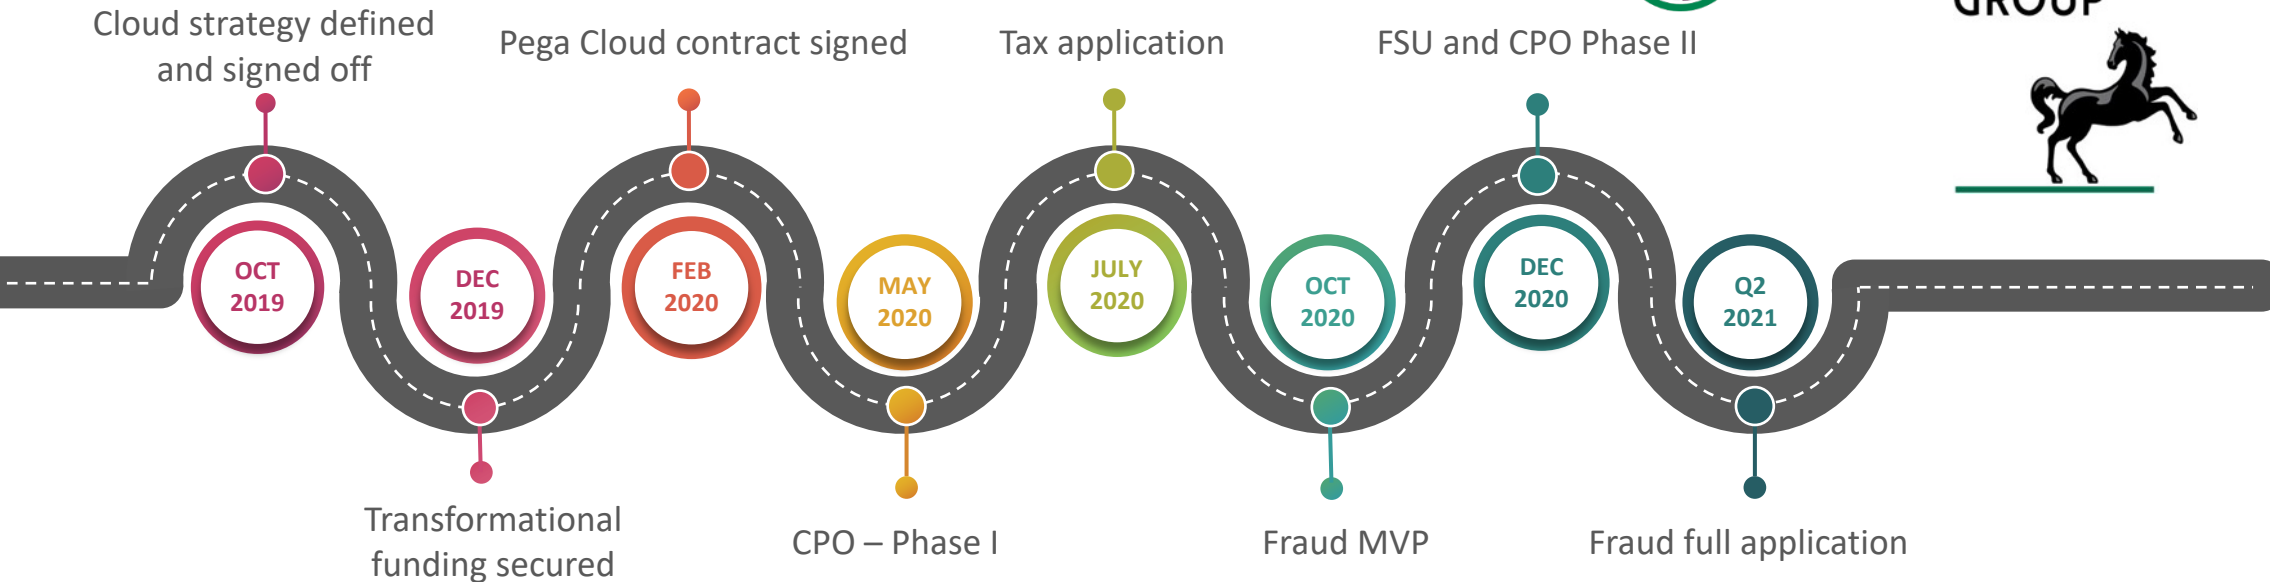 Cloud strategy defined
and signed off
Pega Cloud contract signed
Tax application
FSU and CPO Phase II
GROUP
OCT
2019
DEC
2019
FEB
2020
MAY
2020
JULY
2020
OCT
2020
DEC
2020
Q2
2021
Transformational
funding secured
CPO – Phase I
Fraud MVP
Fraud full application